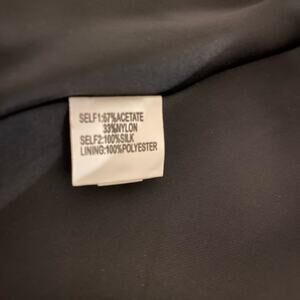 SELF1:67%ACETATE
33%NYLON
SELF2:100%SILK
LINING:100%POLYESTER